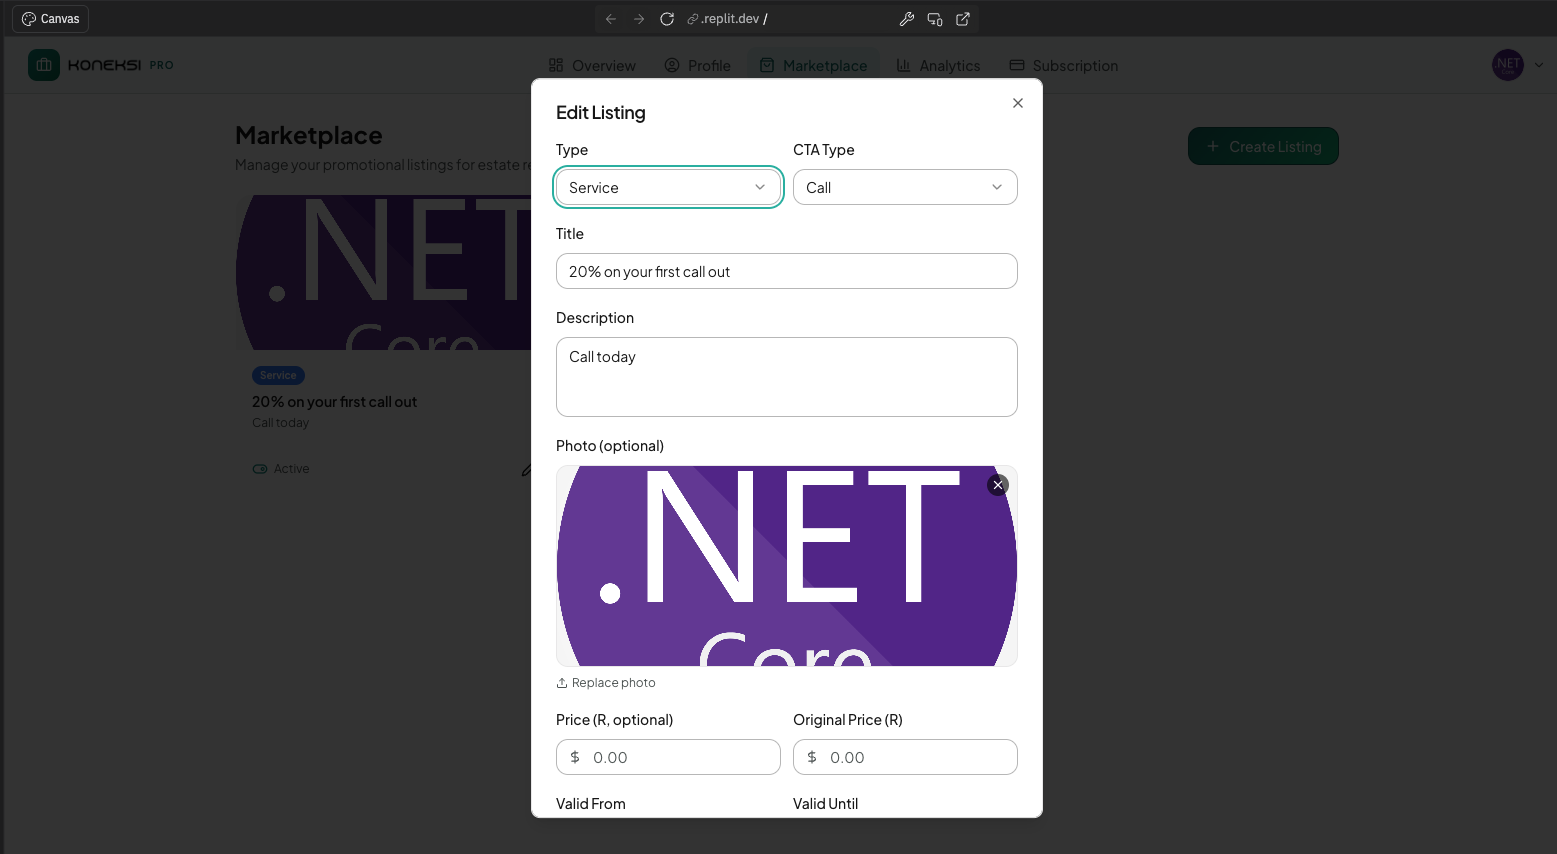 Canvas
.replit.dev /
KONEKSI PRO
Overview
Profile
Marketplace
Analytics
Subscription
.NET
Marketplace
Manage your promotional listings for estate re
Create Listing
.NET
Core
Service
20% on your first call out
Call today
Active
Edit Listing
Type
CTA Type
Service
Call
Title
20% on your first call out
Description
Call today
Photo (optional)
.NET
Core
Replace photo
Price (R, optional)
Original Price (R)
$ 0.00
$ 0.00
Valid From
Valid Until